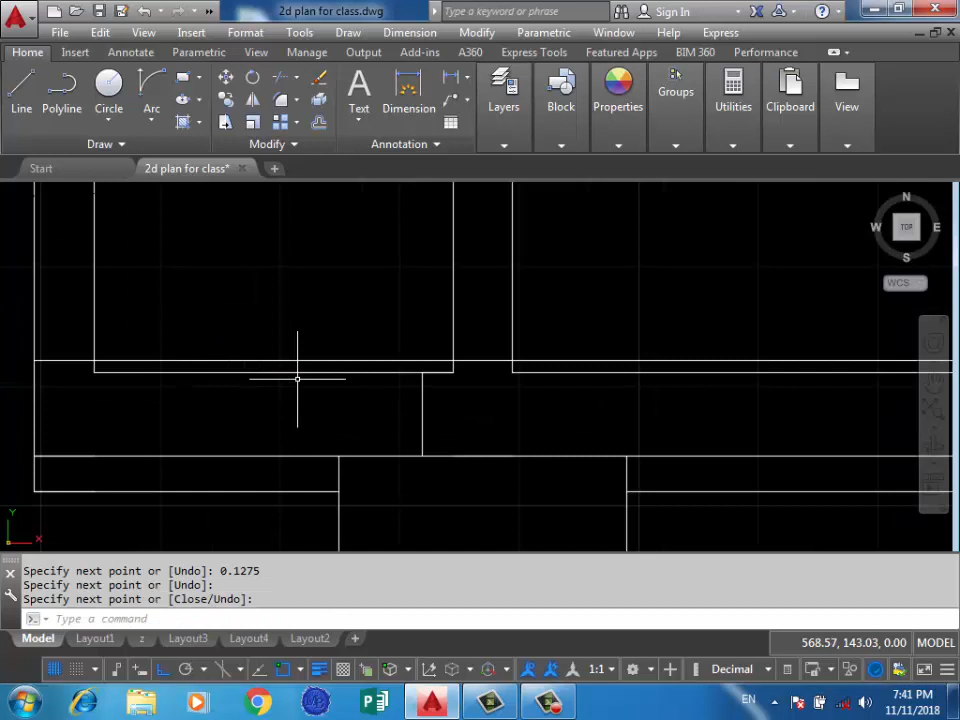 2d plan for class.dwg
Type a keyword or phrase
Sign In
File Edit View Insert Format Tools Draw Dimension Modify Parametric Window Help Express
Home Insert Annotate Parametric View Manage Output Add-ins A360 Express Tools Featured Apps BIM 360 Performance
Line Polyline Circle Arc Text Dimension Layers Block Properties Groups Utilities Clipboard View
Draw Modify Annotation
Start 2d plan for class*
N
W TOP E
S
WCS
Y
X
Specify next point or [Undo]: 0.1275
Specify next point or [Undo]:
Specify next point or [Close/Undo]:
Type a command
Model Layout1 z Layout3 Layout4 Layout2
568.57, 143.03, 0.00 MODEL
1:1 Decimal
EN
7:41 PM
11/11/2018